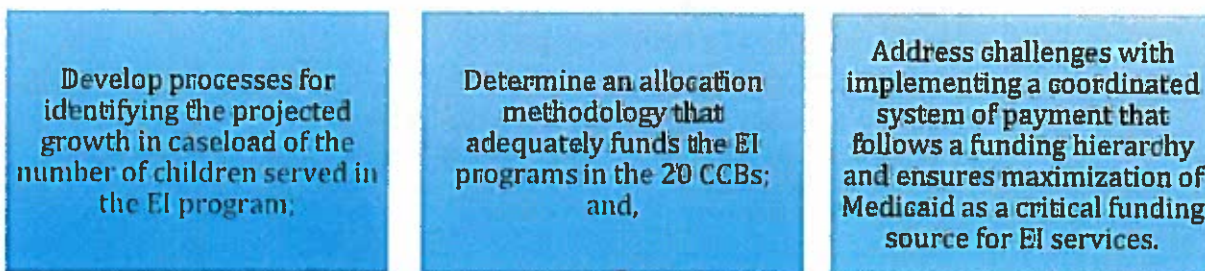 Develop processes for
identifying the projected
growth in caseload of the
number of children served in
the EI program;
Determine an allocation
methodology that
adequately funds the EI
programs in the 20 CCBs;
and,
Address challenges with
implementing a coordinated
system of payment that
follows a funding hierarchy
and ensures maximization of
Medicaid as a critical funding
source for EI services.